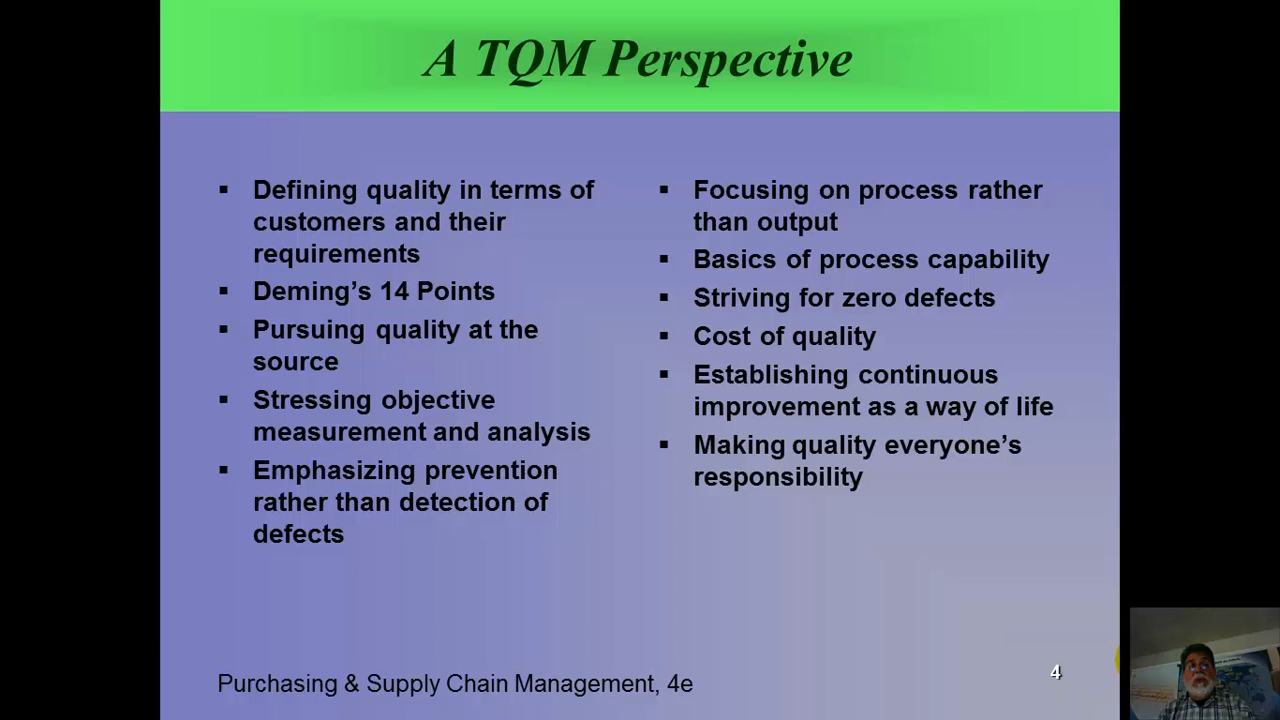 A TQM Perspective
▪ Defining quality in terms of
customers and their
requirements
▪ Deming’s 14 Points
▪ Pursuing quality at the
source
▪ Stressing objective
measurement and analysis
▪ Emphasizing prevention
rather than detection of
defects
▪ Focusing on process rather
than output
▪ Basics of process capability
▪ Striving for zero defects
▪ Cost of quality
▪ Establishing continuous
improvement as a way of life
▪ Making quality everyone’s
responsibility
Purchasing & Supply Chain Management, 4e
4